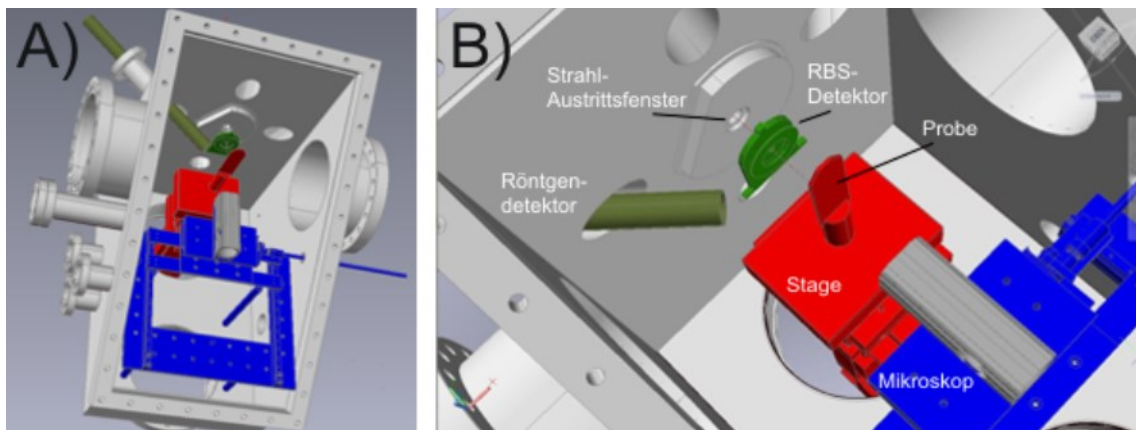 A)
B)
Strahl-
Austrittsfenster
RBS-
Detektor
Probe
Röntgen-
detektor
Stage
Mikroskop